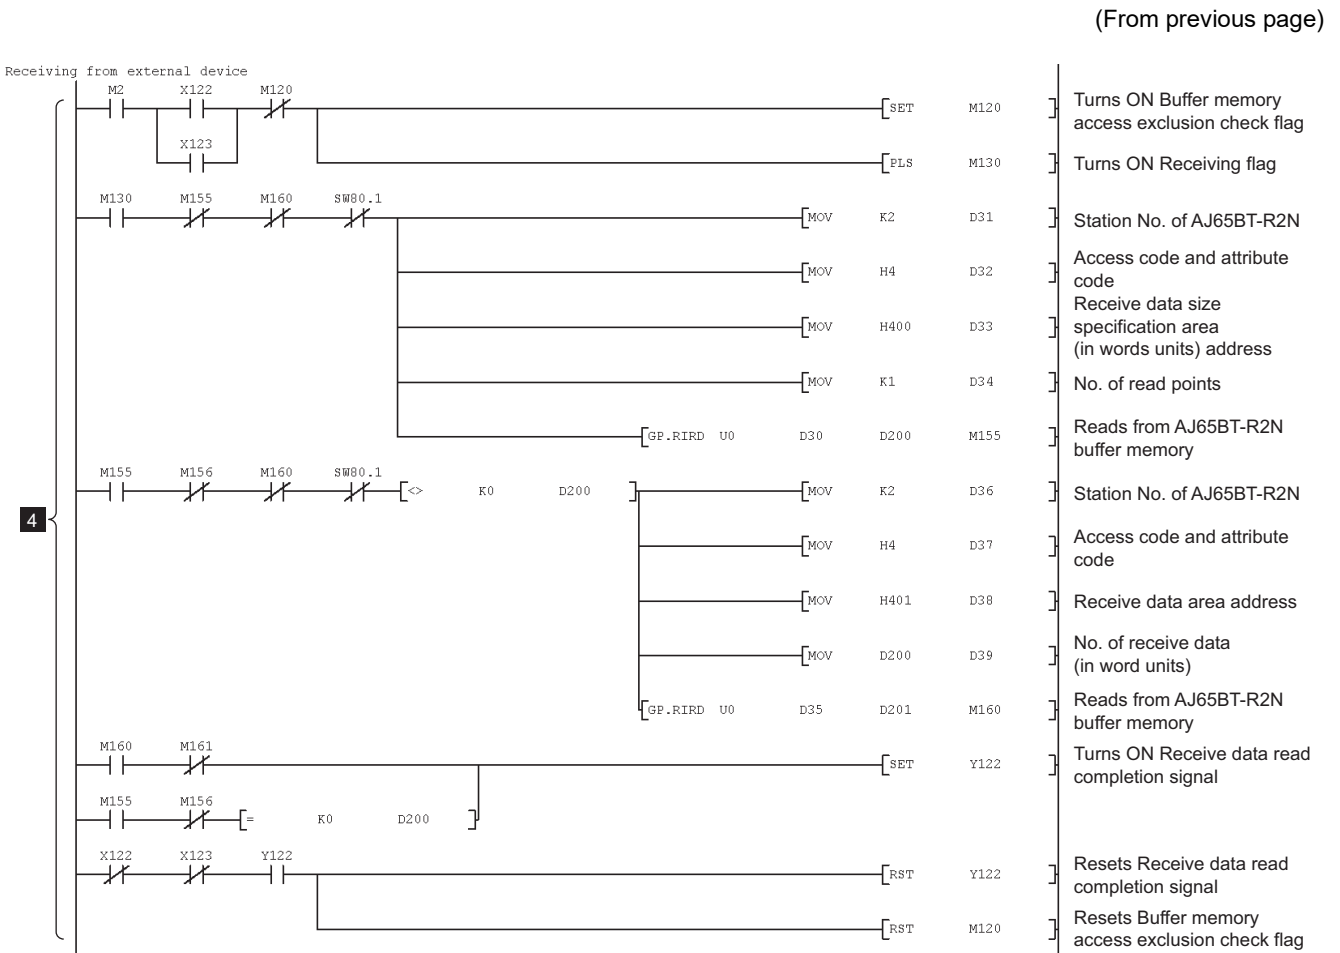 (From previous page)
Receiving from external device
M2 X122 M120
SET M120 Turns ON Buffer memory
access exclusion check flag
X123
PLS M130 Turns ON Receiving flag
M130 M155 M160 SW80.1
MOV K2 D31 Station No. of AJ65BT-R2N
MOV H4 D32 Access code and attribute
code
MOV H400 D33 Receive data size
specification area
(in words units) address
MOV K1 D34 No. of read points
GP.RIRD U0 D30 D200 M155 Reads from AJ65BT-R2N
buffer memory
M155 M156 M160 SW80.1
<> K0 D200 MOV K2 D36 Station No. of AJ65BT-R2N
4
MOV H4 D37 Access code and attribute
code
MOV H401 D38 Receive data area address
MOV D200 D39 No. of receive data
(in word units)
GP.RIRD U0 D35 D201 M160 Reads from AJ65BT-R2N
buffer memory
M160 M161
SET Y122 Turns ON Receive data read
completion signal
M155 M156
= K0 D200
X122 X123 Y122
RST Y122 Resets Receive data read
completion signal
RST M120 Resets Buffer memory
access exclusion check flag